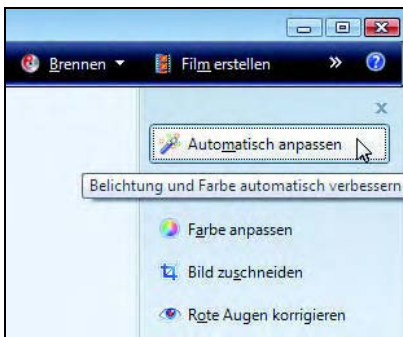 Brennen Film erstellen »
Automatisch anpassen
Belichtung und Farbe automatisch verbessern
Farbe anpassen
Bild zuschneiden
Rote Augen korrigieren